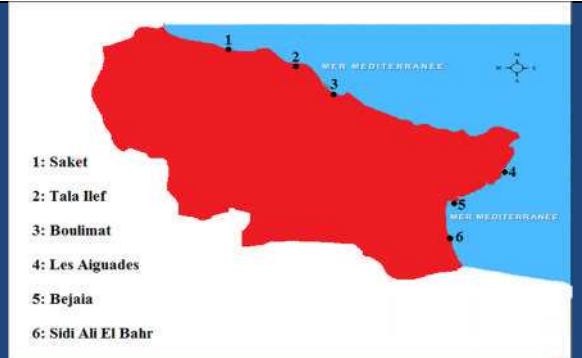 1
2
MER MEDITERRANEE
3
N
1: Saket
4
2: Tala Ilef
5
MER MEDITERRANEE
3: Boulimat
6
4: Les Aiguades
5: Bejaia
6: Sidi Ali El Bahr